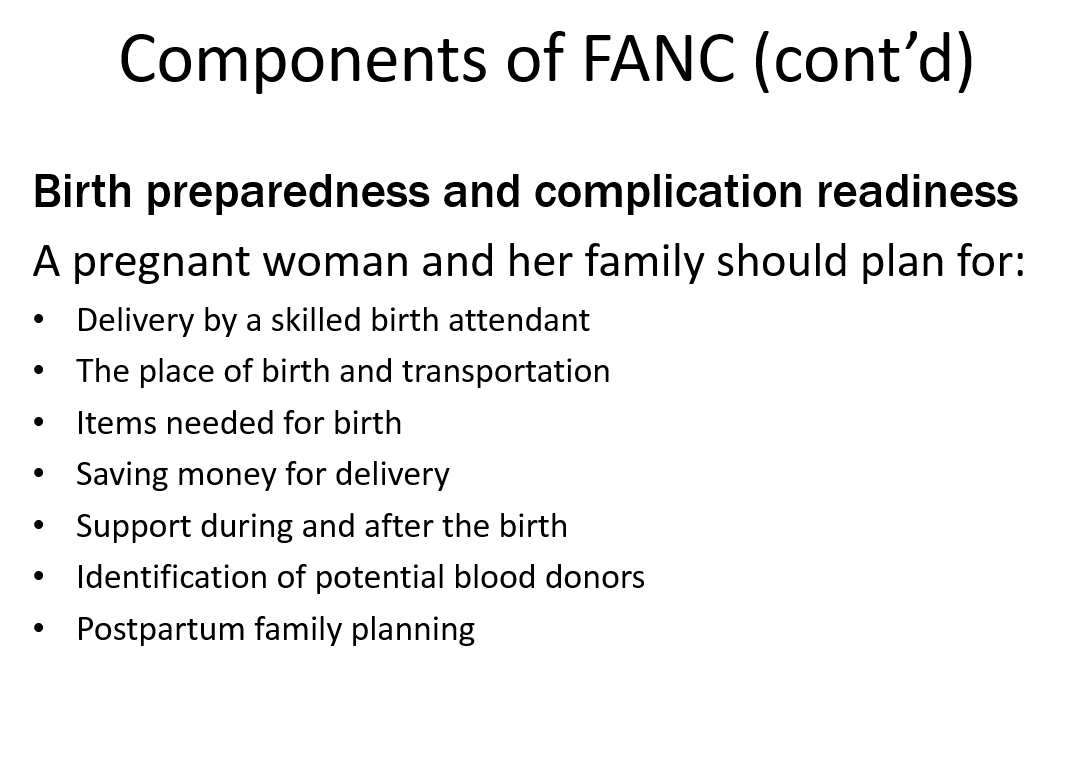 Components of FANC (cont’d)
Birth preparedness and complication readiness
A pregnant woman and her family should plan for:
• Delivery by a skilled birth attendant
• The place of birth and transportation
• Items needed for birth
• Saving money for delivery
• Support during and after the birth
• Identification of potential blood donors
• Postpartum family planning